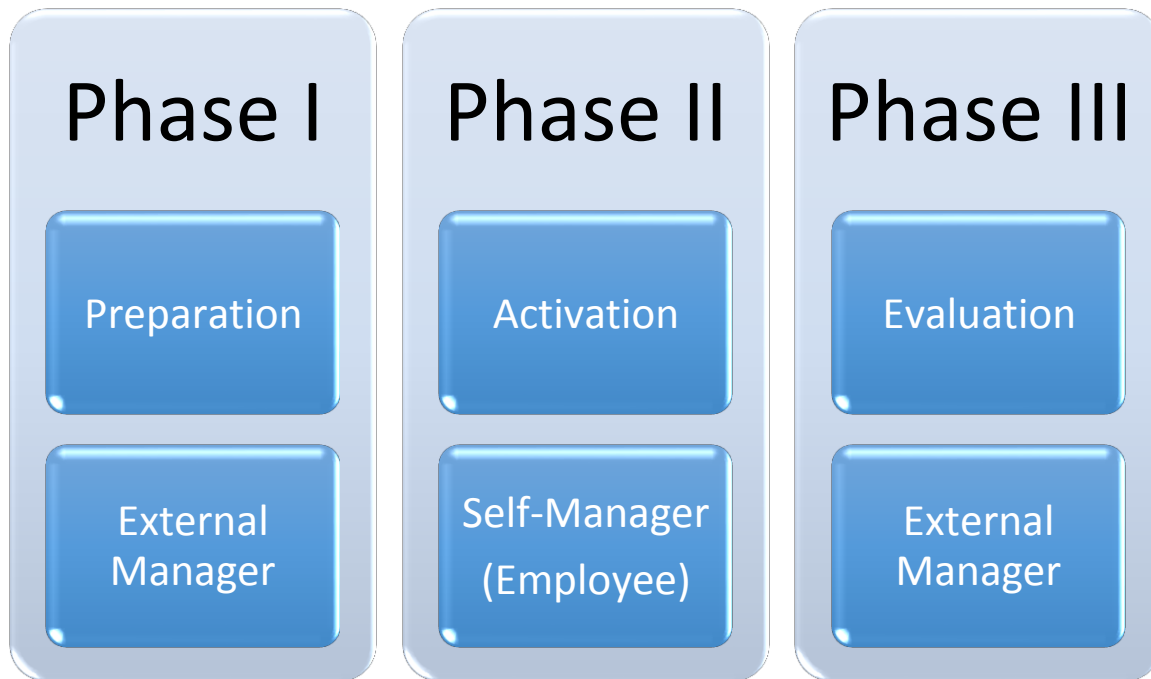 Phase I
Preparation
External
Manager
Phase II
Activation
Self-Manager
(Employee)
Phase III
Evaluation
External
Manager